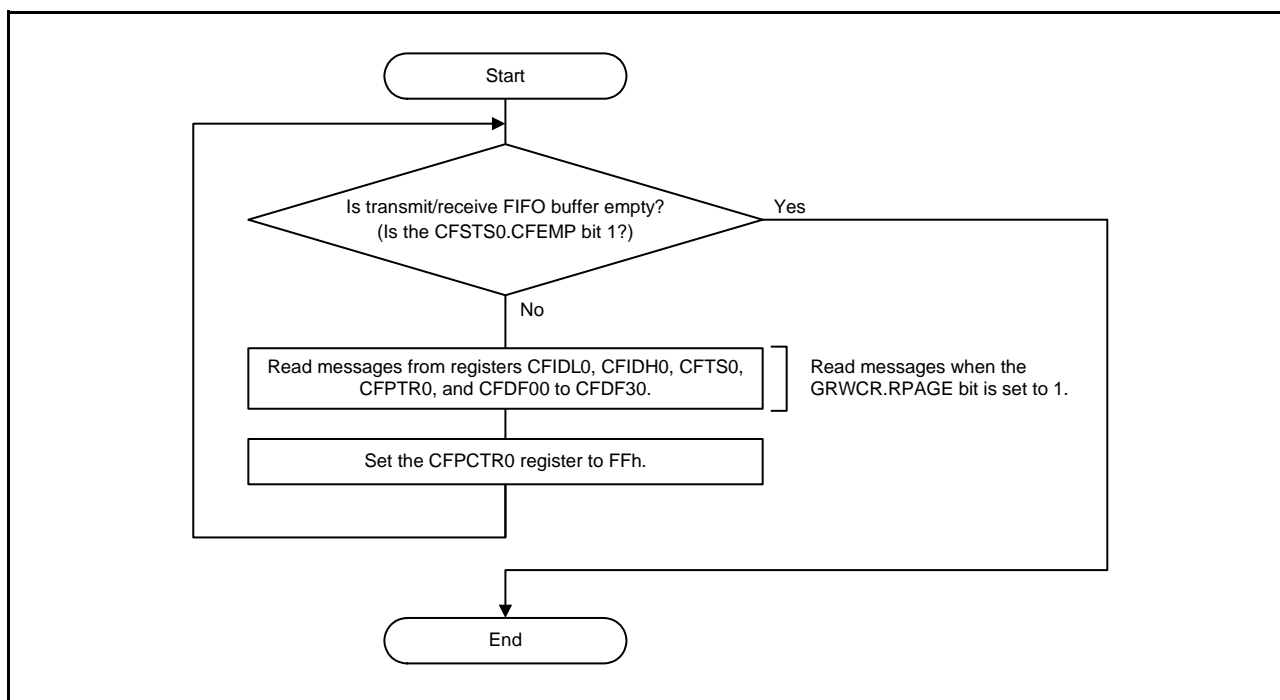 Start
Is transmit/receive FIFO buffer empty?
(Is the CFSTS0.CFEMP bit 1?)
Yes
No
Read messages from registers CFIDL0, CFIDH0, CFTS0,
CFPTR0, and CFDF00 to CFDF30.
Read messages when the
GRWCR.RPAGE bit is set to 1.
Set the CFPCTR0 register to FFh.
End